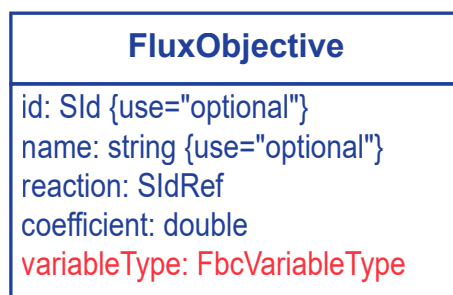 FluxObjective
id: SId {use="optional"}
name: string {use="optional"}
reaction: SIdRef
coefficient: double
variableType: FbcVariableType